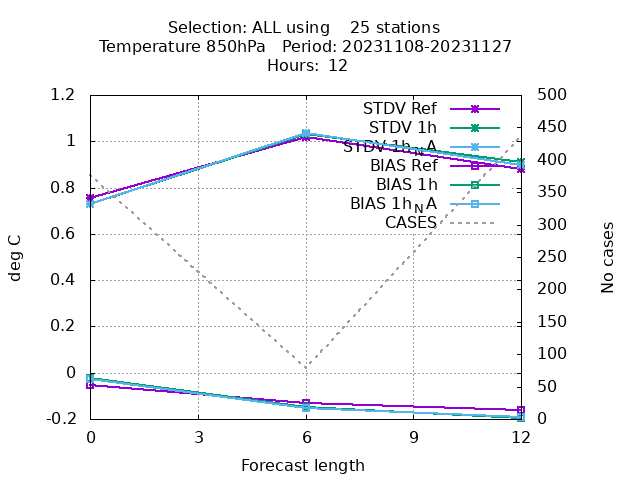 Selection: ALL using    25 stations
Temperature 850hPa   Period: 20231108-20231127
Hours:  12
1.2
1
0.8
0.6
0.4
0.2
0
-0.2
deg C
500
450
400
350
300
250
200
150
100
50
0
No cases
STDV Ref
STDV 1h
STDV 1h_NA
BIAS Ref
BIAS 1h
BIAS 1h_NA
CASES
0 3 6 9 12
Forecast length